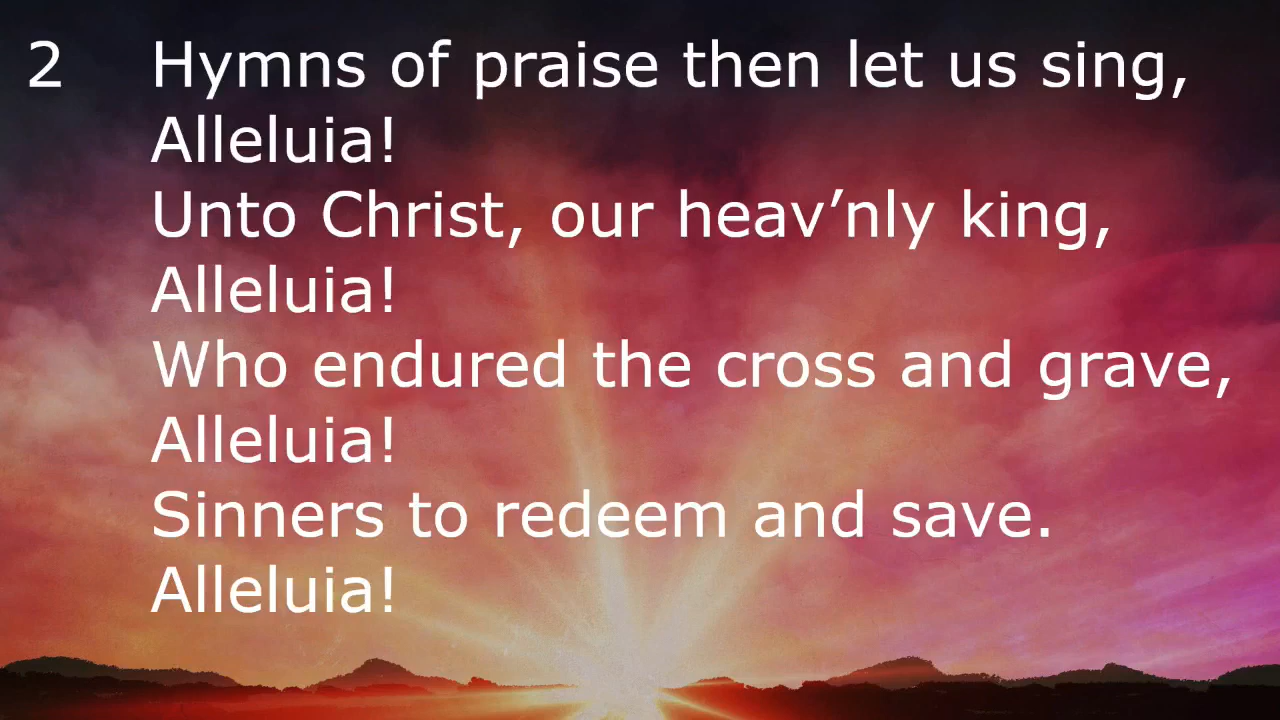 2 Hymns of praise then let us sing,
Alleluia!
Unto Christ, our heav’nly king,
Alleluia!
Who endured the cross and grave,
Alleluia!
Sinners to redeem and save.
Alleluia!